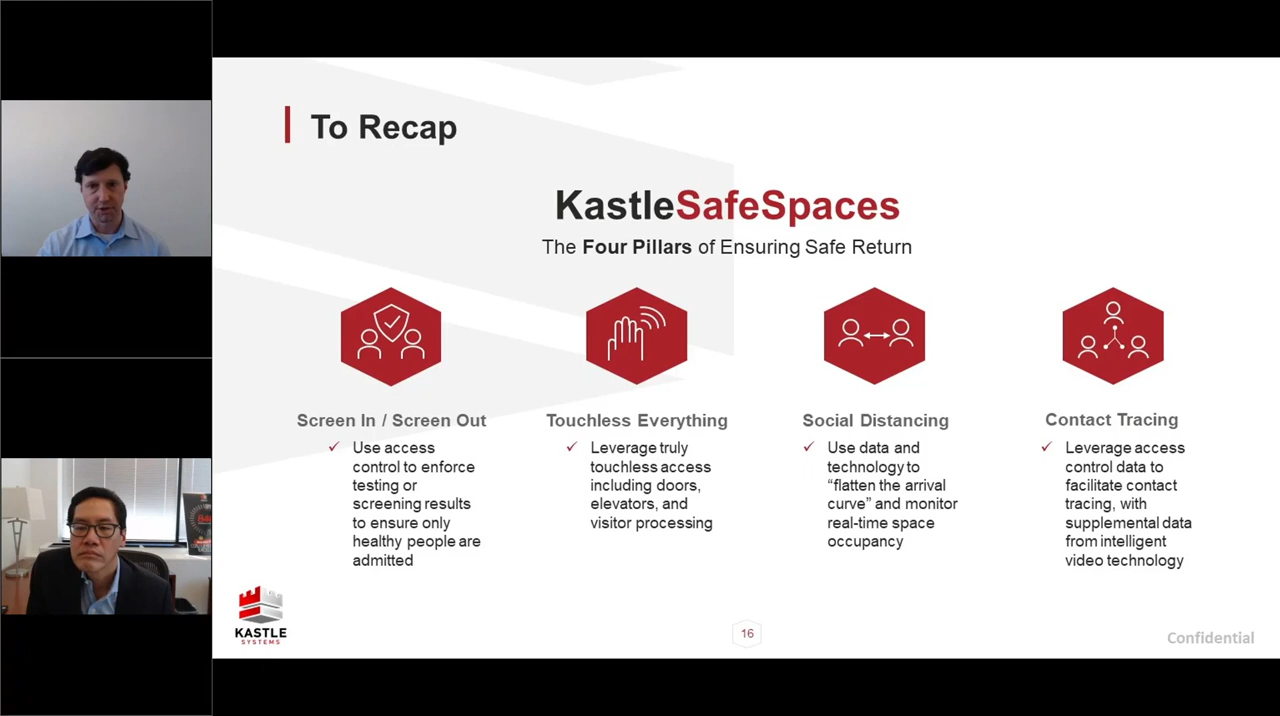 To Recap
KastleSafeSpaces
The Four Pillars of Ensuring Safe Return
Screen In / Screen Out
✓ Use access
control to enforce
testing or
screening results
to ensure only
healthy people are
admitted
Touchless Everything
✓ Leverage truly
touchless access
including doors,
elevators, and
visitor processing
Social Distancing
✓ Use data and
technology to
“flatten the arrival
curve” and monitor
real-time space
occupancy
Contact Tracing
✓ Leverage access
control data to
facilitate contact
tracing, with
supplemental data
from intelligent
video technology
KASTLE
SYSTEMS
16
Confidential